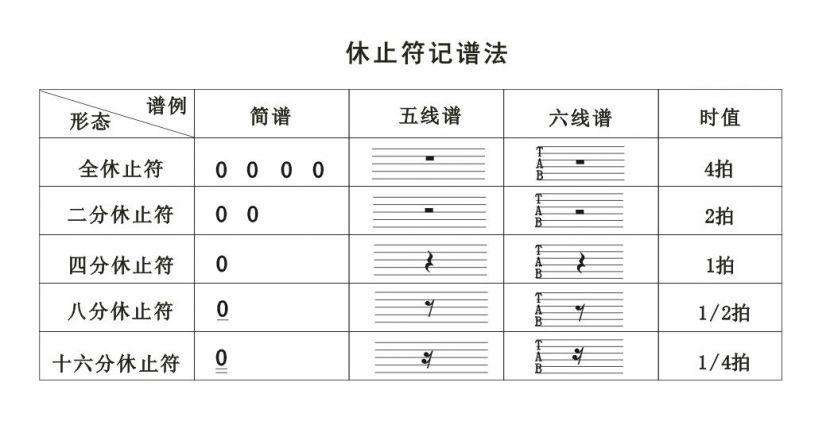 休止符记谱法
谱例
形态
简谱
五线谱
六线谱
时值
全休止符
0 0 0 0
T
A
B
4拍
二分休止符
0 0
T
A
B
2拍
四分休止符
0
T
A
B
1拍
八分休止符
0
T
A
B
1/2拍
十六分休止符
0
T
A
B
1/4拍